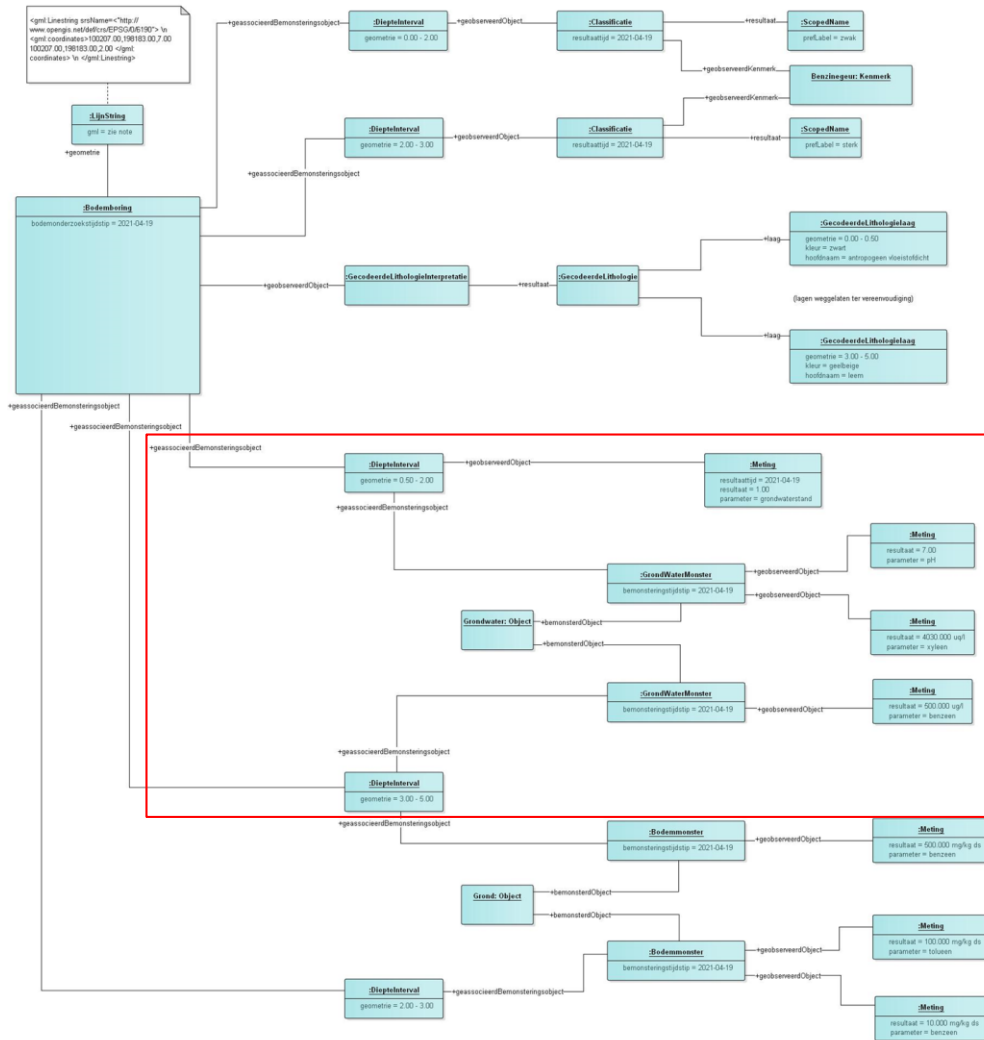 <gml Linestring srsName=<"http://
www.opengis.net/def/crs/EPSG/0/6190"> \n
<gml:coordinates>100207.00,198183.00,7.00
100207.00,198183.00,2.00 </gml:
coordinates> \n </gml:Linestring>
:LijnString
gml = zie note
+geometrie
:Bodemboring
bodemonderzoekstijdstip = 2021-04-19
+geassocieerdBemonsteringsobject
:DiepteInterval
geometrie = 0.00 - 2.00
+geobserveerdObject
:Classificatie
resultaattijd = 2021-04-19
+resultaat
:ScopedName
prefLabel = zwak
+geobserveerdKenmerk
Benzinegeur: Kenmerk
+geobserveerdKenmerk
+geassocieerdBemonsteringsobject
:DiepteInterval
geometrie = 2.00 - 3.00
+geobserveerdObject
:Classificatie
resultaattijd = 2021-04-19
+resultaat
:ScopedName
prefLabel = sterk
+geobserveerdObject
:GecodeerdeLithologieInterpretatie
+resultaat
:GecodeerdeLithologie
+laag
:GecodeerdeLithologielaag
geometrie = 0.00 - 0.50
kleur = zwart
hoofdnaam = antropogeen vloeistofdicht
(lagen weggelaten ter vereenvoudiging)
+laag
:GecodeerdeLithologielaag
geometrie = 3.00 - 5.00
kleur = geelbeige
hoofdnaam = leem
+geassocieerdBemonsteringsobject
+geassocieerdBemonsteringsobject
+geassocieerdBemonsteringsobject
:DiepteInterval
geometrie = 0.50 - 2.00
+geobserveerdObject
:Meting
resultaattijd = 2021-04-19
resultaat = 1.00
parameter = grondwaterstand
+geassocieerdBemonsteringsobject
:GrondWaterMonster
bemonsteringstijdstip = 2021-04-19
+geobserveerdObject
:Meting
resultaat = 7.00
parameter = pH
+geobserveerdObject
:Meting
resultaat = 4030.000 uq/l
parameter = xyleen
Grondwater: Object
+bemonsterdObject
+bemonsterdObject
:GrondWaterMonster
bemonsteringstijdstip = 2021-04-19
+geobserveerdObject
:Meting
resultaat = 500.000 ug/l
parameter = benzeen
+geassocieerdBemonsteringsobject
:DiepteInterval
geometrie = 3.00 - 5.00
+geassocieerdBemonsteringsobject
:Bodemmonster
bemonsteringstijdstip = 2021-04-19
+geobserveerdObject
:Meting
resultaat = 500.000 mg/kg ds
parameter = benzeen
Grond: Object
+bemonsterdObject
+bemonsterdObject
:Bodemmonster
bemonsteringstijdstip = 2021-04-19
+geobserveerdObject
:Meting
resultaat = 100.000 mg/kg ds
parameter = tolueen
+geobserveerdObject
:Meting
resultaat = 10.000 mg/kg ds
parameter = benzeen
:DiepteInterval
geometrie = 2.00 - 3.00
+geassocieerdBemonsteringsobject